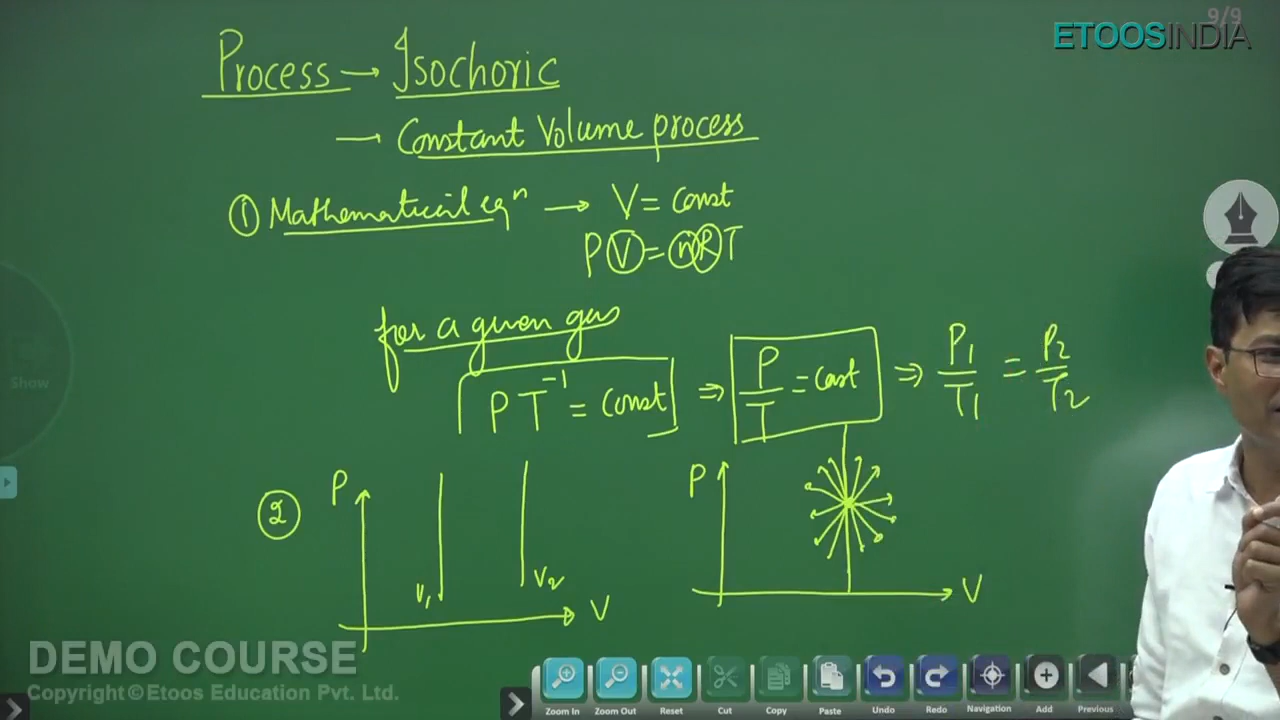 9/9
ETOOSINDIA
Process → Isochoric
→ Constant Volume process
① Mathematical eqⁿ → V = const
PV = nRT
for a given gas
PT⁻¹ = const ⇒ P/T = cost ⇒ P₁/T₁ = P₂/T₂
②
P
V₁
V₂
V
P
V
Show
DEMO COURSE
Copyright © Etoos Education Pvt. Ltd.
Zoom In Zoom Out Reset Cut Copy Paste Undo Redo Navigation Add Previous